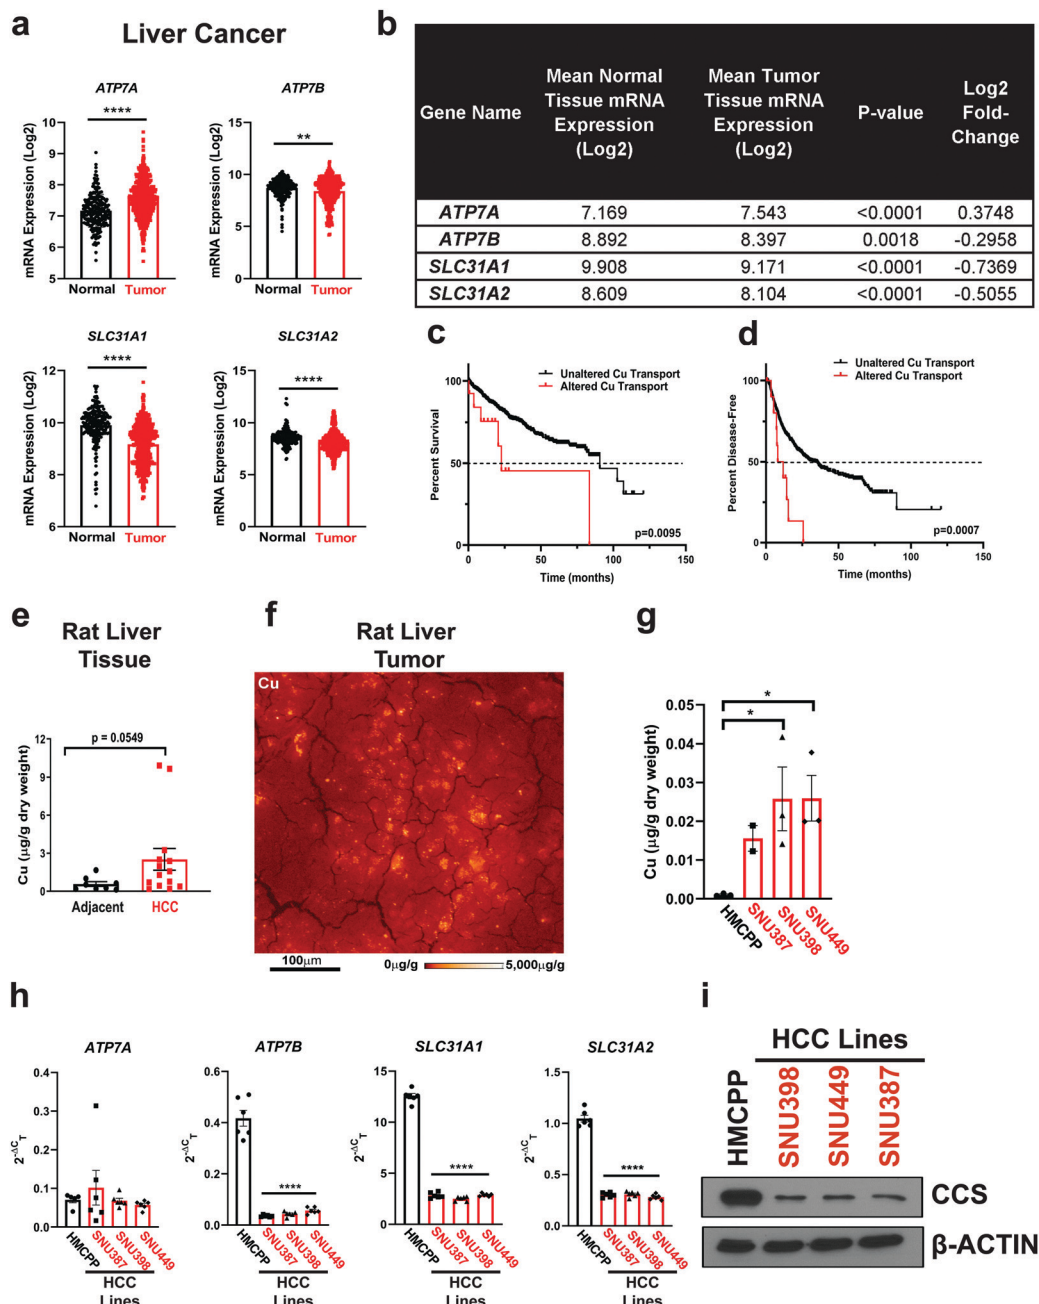 a
Liver Cancer
ATP7A
****
mRNA Expression (Log2)
10
9
8
7
6
5
Normal
Tumor
ATP7B
**
mRNA Expression (Log2)
15
10
5
0
Normal
Tumor
SLC31A1
****
mRNA Expression (Log2)
12
10
8
6
Normal
Tumor
SLC31A2
****
mRNA Expression (Log2)
15
10
5
0
Normal
Tumor
b
Gene Name
Mean Normal
Tissue mRNA
Expression
(Log2)
Mean Tumor
Tissue mRNA
Expression
(Log2)
P-value
Log2
Fold-
Change
ATP7A 7.169 7.543 <0.0001 0.3748
ATP7B 8.892 8.397 0.0018 -0.2958
SLC31A1 9.908 9.171 <0.0001 -0.7369
SLC31A2 8.609 8.104 <0.0001 -0.5055
c
Unaltered Cu Transport
Altered Cu Transport
Percent Survival
100
50
0
p=0.0095
0 50 100 150
Time (months)
d
Unaltered Cu Transport
Altered Cu Transport
Percent Disease-Free
100
50
0
p=0.0007
0 50 100 150
Time (months)
e
Rat Liver
Tissue
Cu (µg/g dry weight)
p = 0.0549
12
9
6
3
0
Adjacent
HCC
f
Rat Liver
Tumor
Cu
100µm
0µg/g
5,000µg/g
g
Cu (µg/g dry weight)
*
*
0.05
0.04
0.03
0.02
0.01
0.00
HMCPP
SNU387
SNU398
SNU449
h
ATP7A
2^-ΔC_T
0.4
0.3
0.2
0.1
0.0
HMCPP
SNU387
SNU398
SNU449
HCC
Lines
ATP7B
2^-ΔC_T
****
0.6
0.4
0.2
0.0
HMCPP
SNU387
SNU398
SNU449
HCC
Lines
SLC31A1
2^-ΔC_T
****
15
10
5
0
HMCPP
SNU387
SNU398
SNU449
HCC
Lines
SLC31A2
2^-ΔC_T
****
1.5
1.0
0.5
0.0
HMCPP
SNU387
SNU398
SNU449
HCC
Lines
i
HCC Lines
HMCPP
SNU398
SNU449
SNU387
CCS
β-ACTIN